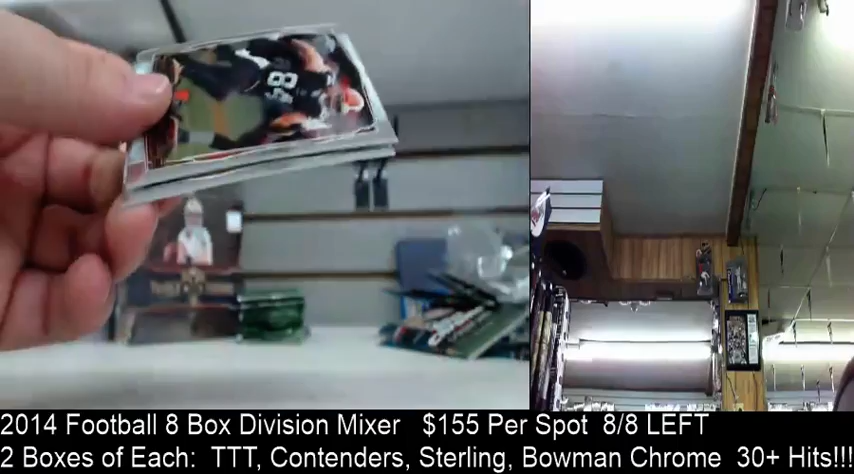 84
2014 Football 8 Box Division Mixer $155 Per Spot 8/8 LEFT
2 Boxes of Each: TTT, Contenders, Sterling, Bowman Chrome 30+ Hits!!!